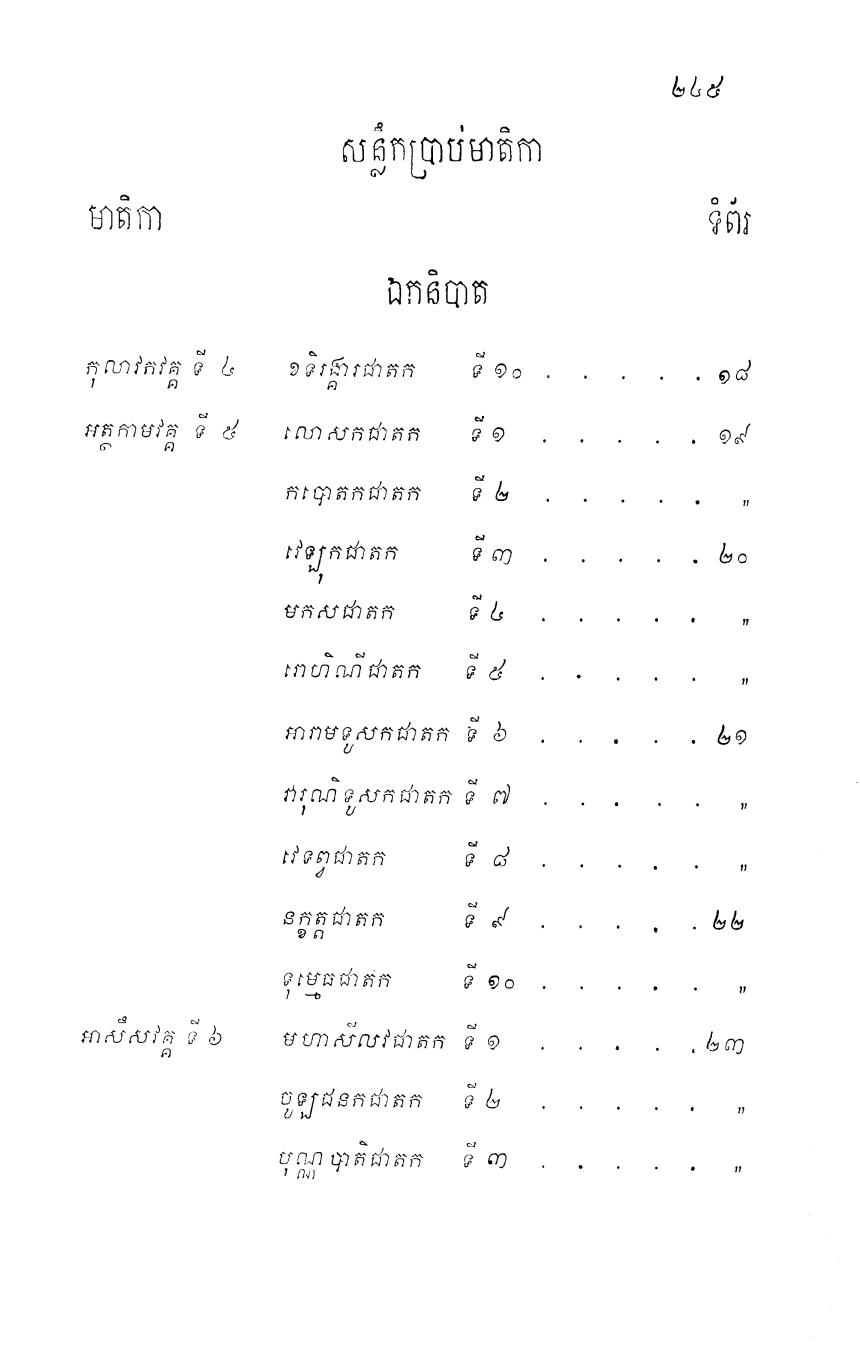 ២៤៥
សន្លឹកប្រាប់មាតិកា
មាតិកា ទំព័រ
ឯកនិបាត
កុលាវកវគ្គ ទី ៤ ខទិរង្គារជាតក ទី ១០ . . . . . ១៨
អត្ថកាមវគ្គ ទី ៥ លោសកជាតក ទី ១ . . . . . ១៩
កបោតកជាតក ទី ២ . . . . . "
វេឡុកជាតក ទី ៣ . . . . . ២០
មកសជាតក ទី ៤ . . . . . "
រោហិណីជាតក ទី ៥ . . . . . "
អារាមទូសកជាតក ទី ៦ . . . . . ២១
វារុណិទូសកជាតក ទី ៧ . . . . . "
វេទព្វជាតក ទី ៨ . . . . . "
នក្ខត្តជាតក ទី ៩ . . . . . ២២
ទុម្មេធជាតក ទី ១០ . . . . . "
អាសឹសវគ្គ ទី ៦ មហាសីលវជាតក ទី ១ . . . . . ២៣
ចូឡជនកជាតក ទី ២ . . . . . "
បុណ្ណបាតិជាតក ទី ៣ . . . . . "